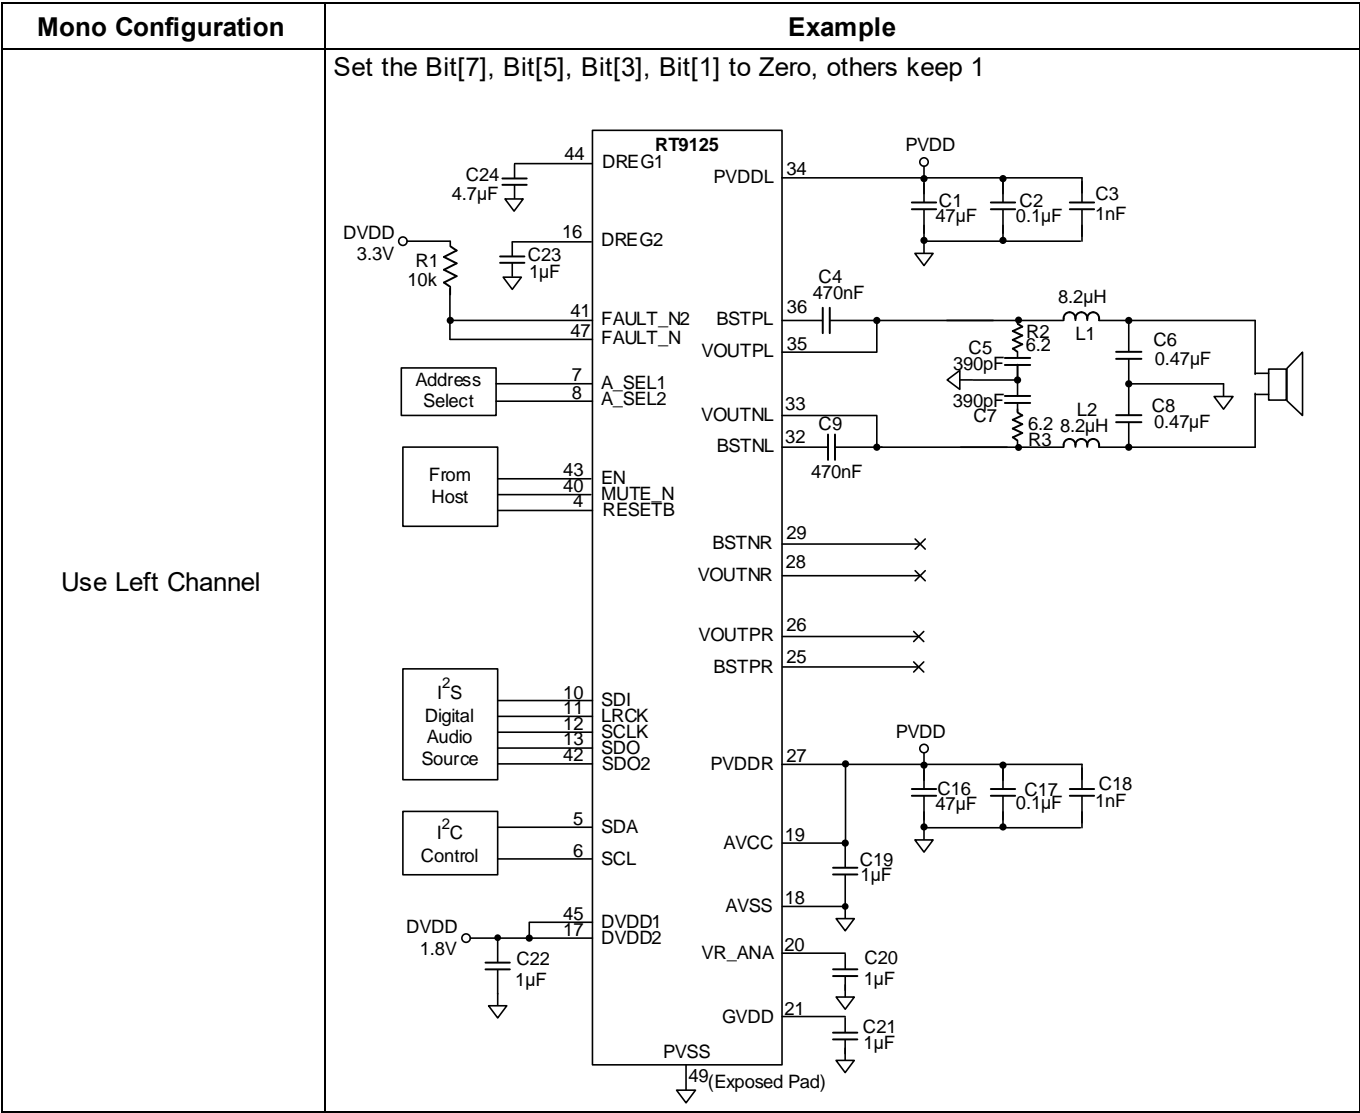 Mono Configuration
Example
Use Left Channel
Set the Bit[7], Bit[5], Bit[3], Bit[1] to Zero, others keep 1
RT9125
44
DREG1
C24
4.7µF
16
DREG2
C23
1µF
DVDD
3.3V
R1
10k
41
FAULT_N2
47
FAULT_N
Address
Select
7
A_SEL1
8
A_SEL2
From
Host
43
EN
40
MUTE_N
4
RESETB
I2S
Digital
Audio
Source
10
SDI
11
LRCK
12
SCLK
13
SDO
42
SDO2
I2C
Control
5
SDA
6
SCL
DVDD
1.8V
45
DVDD1
17
DVDD2
C22
1µF
PVSS
49
(Exposed Pad)
PVDDL
34
PVDD
C1
47µF
C2
0.1µF
C3
1nF
BSTPL
36
C4
470nF
VOUTPL
35
VOUTNL
33
BSTNL
32
C9
470nF
R2
6.2
C5
390pF
390pF
C7
6.2
R3
8.2µH
L1
L2
8.2µH
C6
0.47µF
C8
0.47µF
BSTNR
29
VOUTNR
28
VOUTPR
26
BSTPR
25
PVDDR
27
PVDD
C16
47µF
C17
0.1µF
C18
1nF
AVCC
19
C19
1µF
AVSS
18
VR_ANA
20
C20
1µF
GVDD
21
C21
1µF